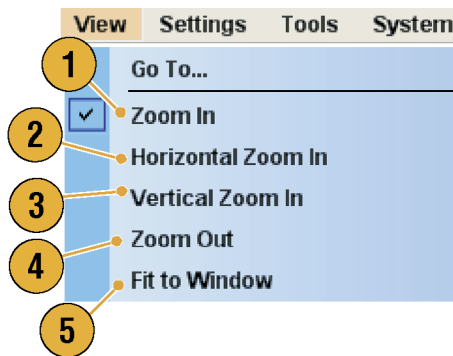 View Settings Tools System
1 Go To...
✓ Zoom In
2 Horizontal Zoom In
3 Vertical Zoom In
4 Zoom Out
5 Fit to Window